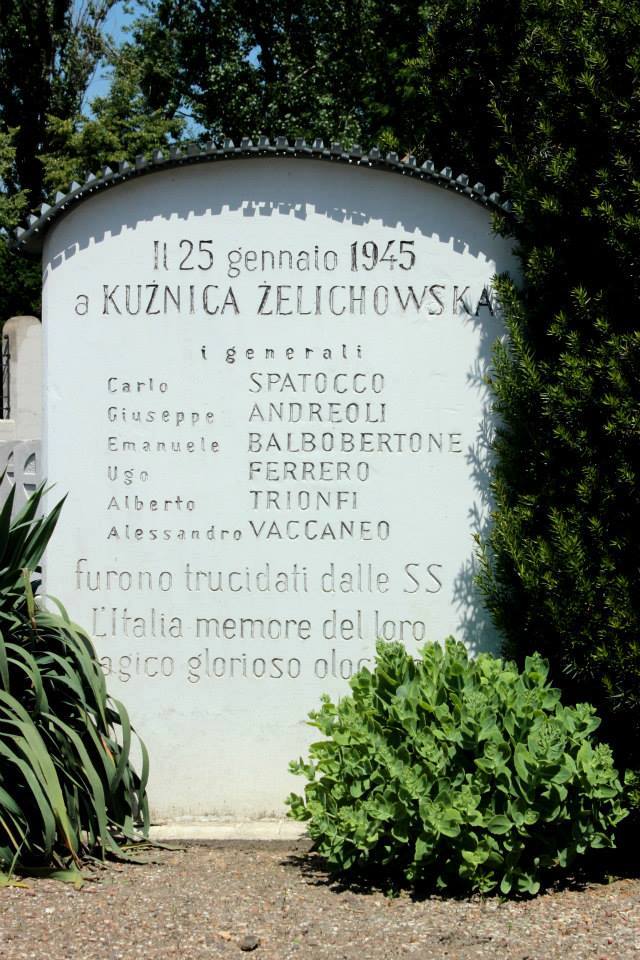 Il 25 gennaio 1945
a KUŹNICA ŻELICHOWSKA
i generali
Carlo SPATOCCO
Giuseppe ANDREOLI
Emanuele BALBOBERTONE
Ugo FERRERO
Alberto TRIONFI
Alessandro VACCANEO
furono trucidati dalle SS
L'Italia memore del loro
glorioso